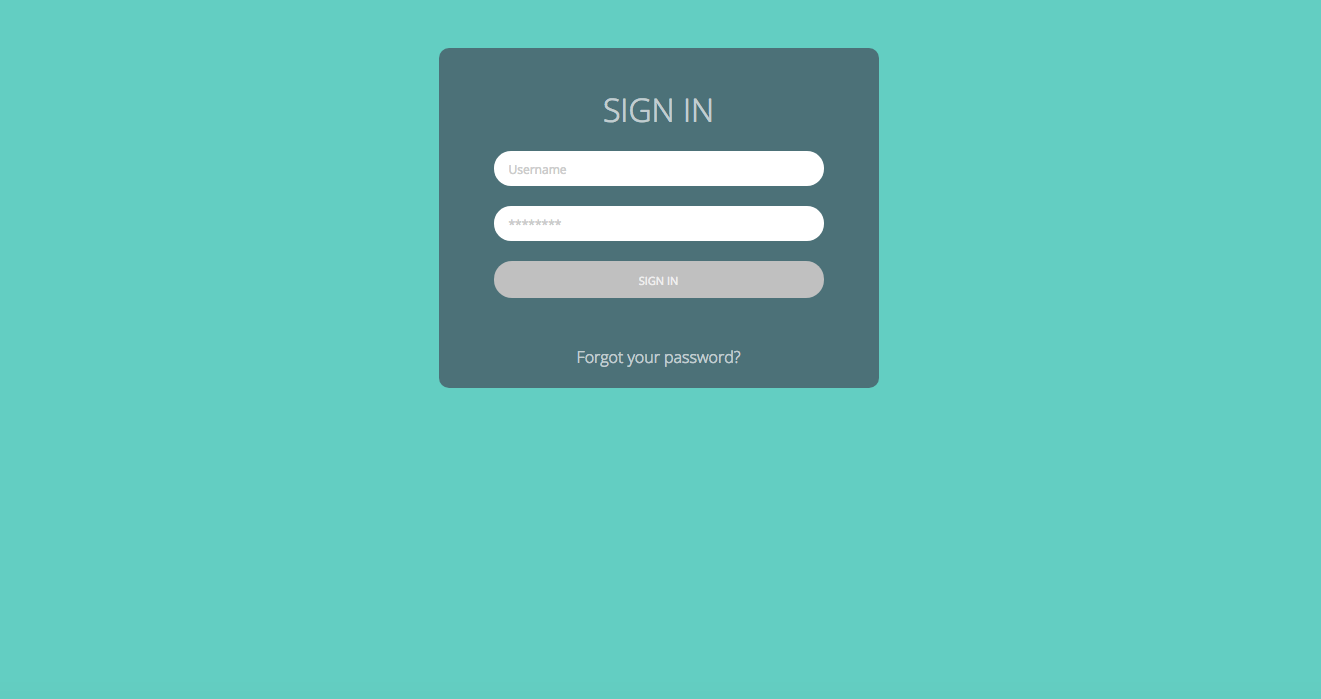 SIGN IN
Username
********
SIGN IN
Forgot your password?